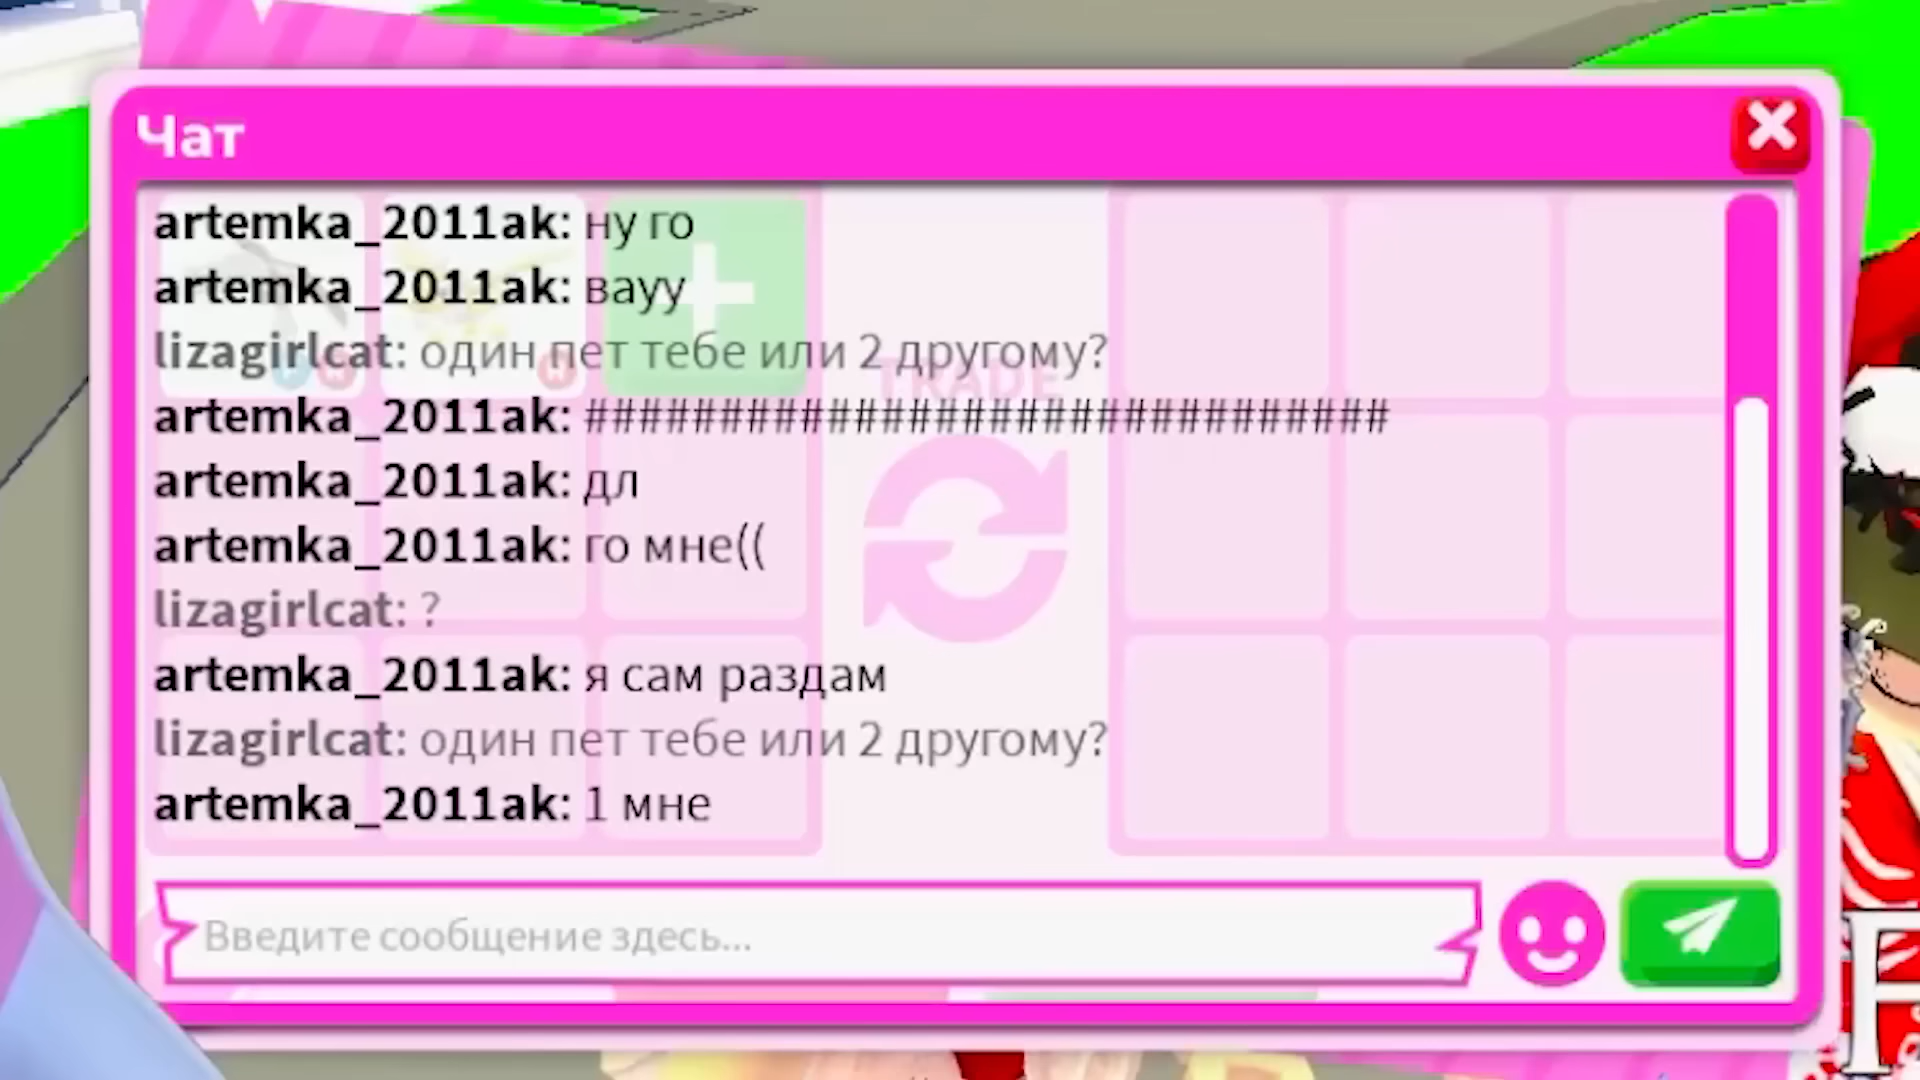 Чат
artemka_2011ak: ну го
artemka_2011ak: вауу
lizagirlcat: один пет тебе или 2 другому?
TRADE
artemka_2011ak: ##############################
artemka_2011ak: дл
artemka_2011ak: го мне((
lizagirlcat: ?
artemka_2011ak: я сам раздам
lizagirlcat: один пет тебе или 2 другому?
artemka_2011ak: 1 мне
Введите сообщение здесь...